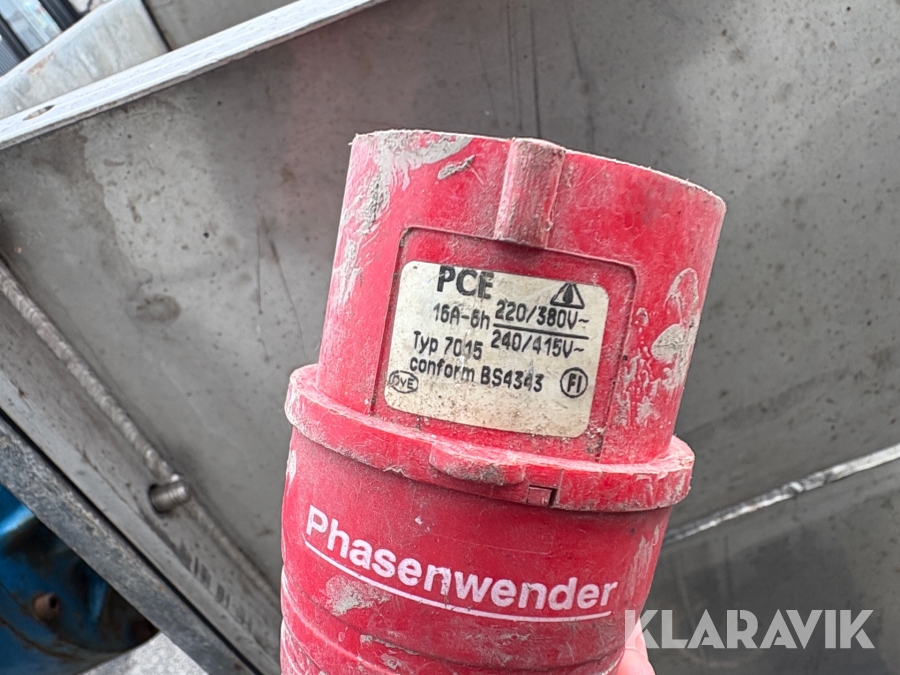 PCE
16A-6h 220/380V~
240/415V~
Typ 7015
conform BS4343
ÖVE
FI
Phasenwender
KLARAVIK